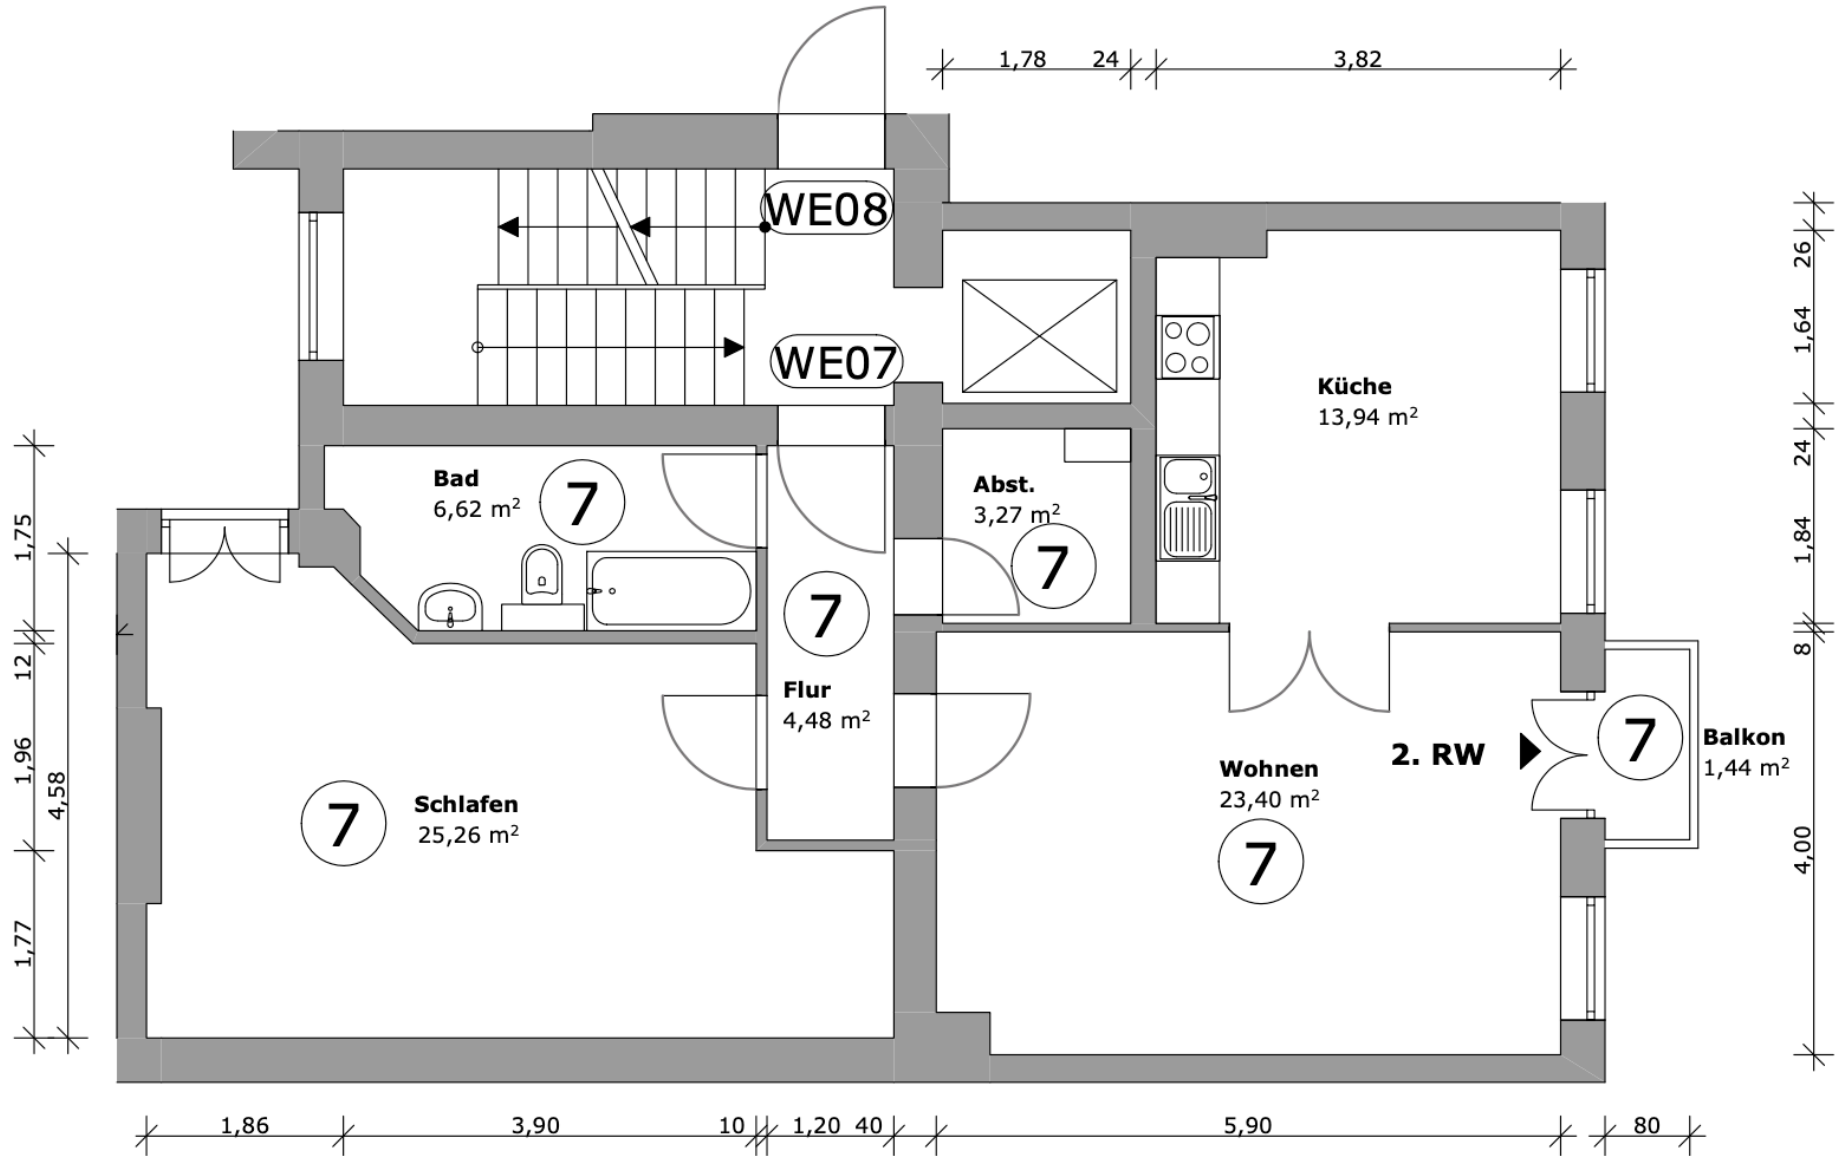 1,78 24 3,82
WE08
WE07
26
1,64
24
1,84
8
4,00
Küche
13,94 m²
Bad
6,62 m²
7
Abst.
3,27 m²
7
7
Flur
4,48 m²
1,75
12
1,96
4,58
1,77
7
Schlafen
25,26 m²
Wohnen
23,40 m²
7
2. RW
7
Balkon
1,44 m²
1,86 3,90 10 1,20 40 5,90 80